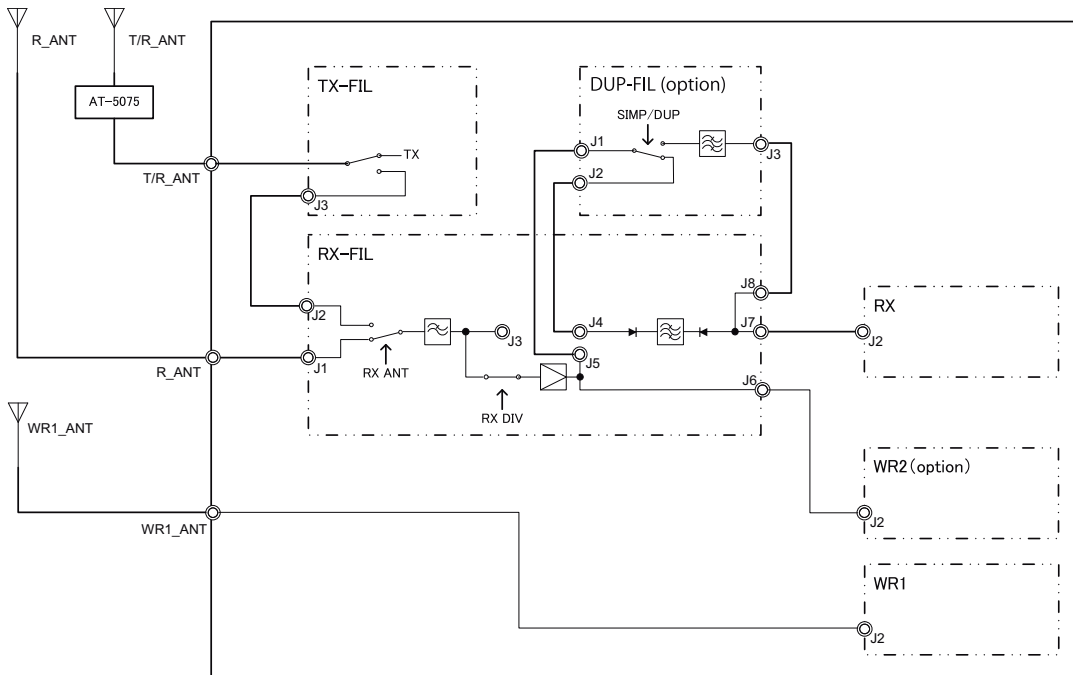 R_ANT
T/R_ANT
AT-5075
T/R_ANT
TX-FIL
TX
J3
DUP-FIL (option)
SIMP/DUP
J1
J2
J3
RX-FIL
J2
J1
RX ANT
J3
RX DIV
J4
J5
J8
J7
J6
R_ANT
RX
J2
WR1_ANT
WR1_ANT
WR2 (option)
J2
WR1
J2